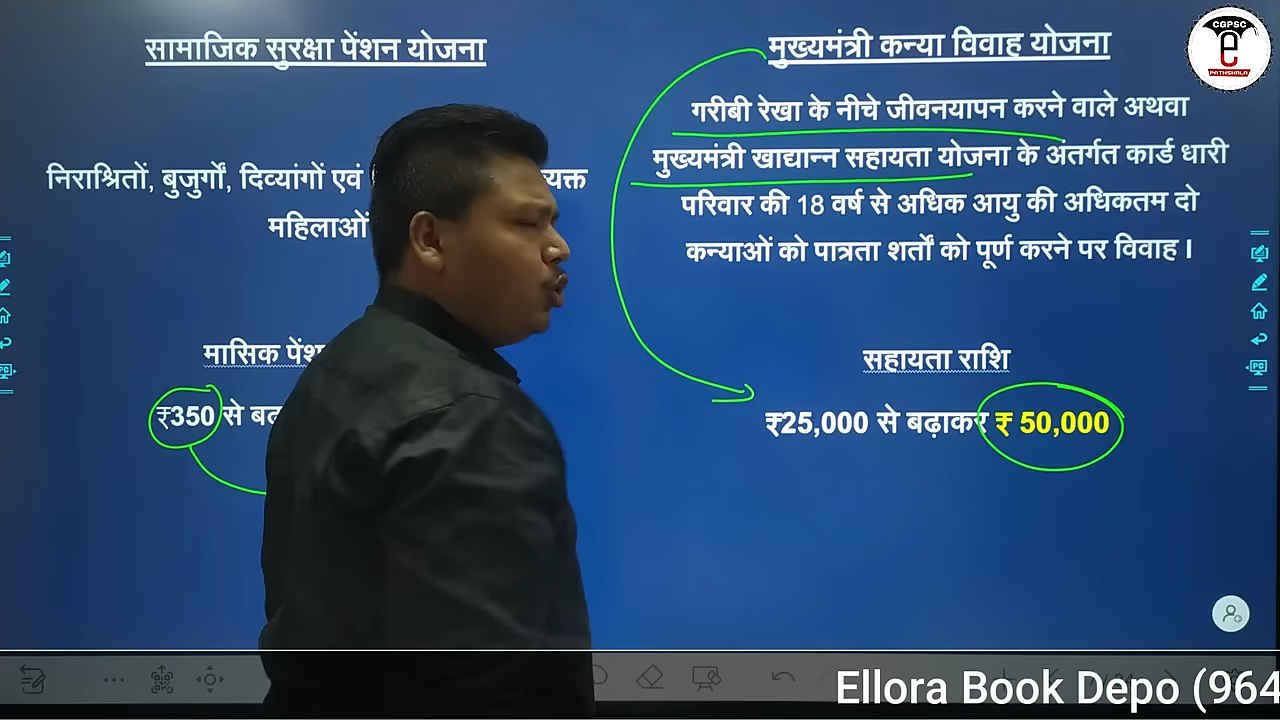 सामाजिक सुरक्षा पेंशन योजना
निराश्रितों, बुजुर्गों, दिव्यांगों एवं
महिलाओं
मासिक
₹350 से
मुख्यमंत्री कन्या विवाह योजना
गरीबी रेखा के नीचे जीवनयापन करने वाले अथवा
मुख्यमंत्री खाद्यान्न सहायता योजना के अंतर्गत कार्ड धारी
परिवार की 18 वर्ष से अधिक आयु की अधिकतम दो
कन्याओं को पात्रता शर्तों को पूर्ण करने पर विवाह ।
सहायता राशि
₹25,000 से बढ़ाकर ₹ 50,000
CGPSC
e
PATHSHALA
PC
PC
Ellora Book Depo (964